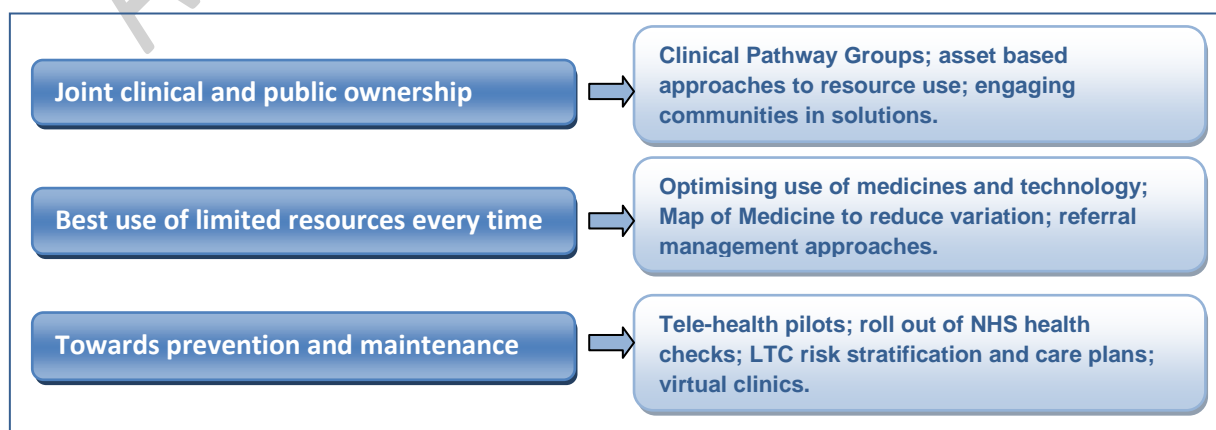 Joint clinical and public ownership
Clinical Pathway Groups; asset based
approaches to resource use; engaging
communities in solutions.
Best use of limited resources every time
Optimising use of medicines and technology;
Map of Medicine to reduce variation; referral
management approaches.
Towards prevention and maintenance
Tele-health pilots; roll out of NHS health
checks; LTC risk stratification and care plans;
virtual clinics.